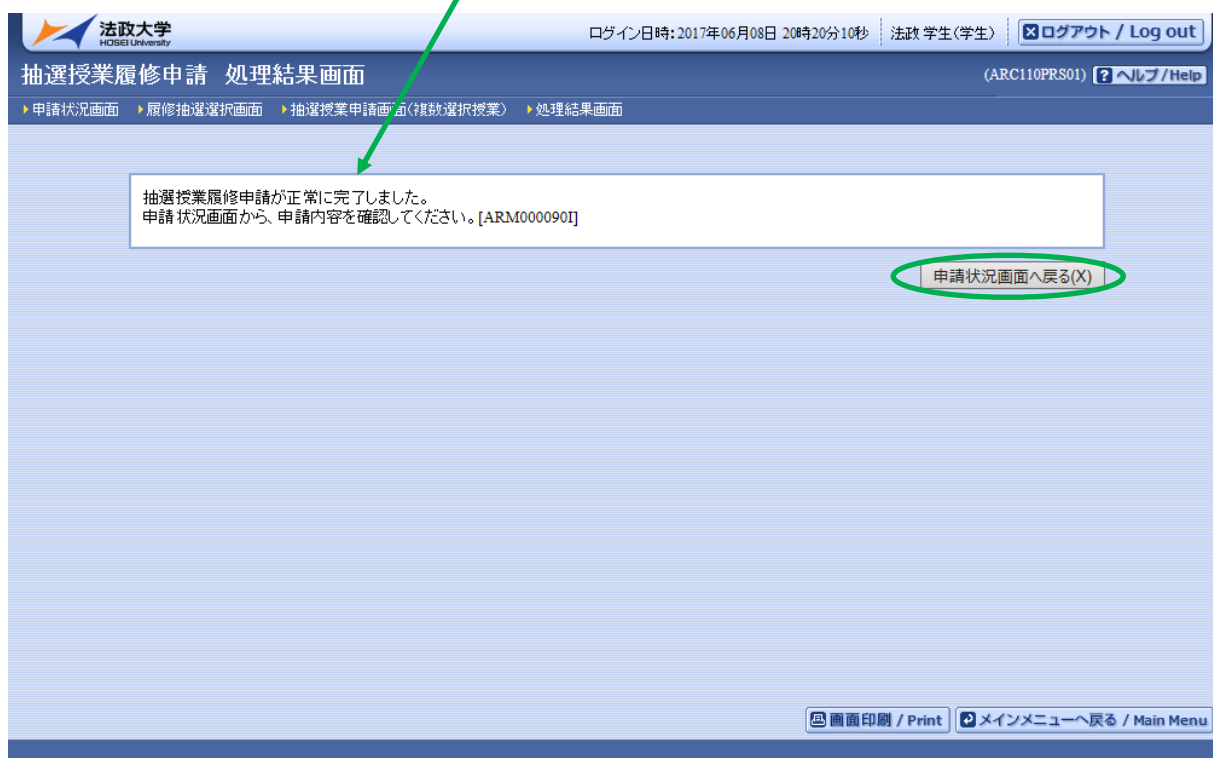 法政大学
HOSEI University
ログイン日時:2017年06月08日 20時20分10秒 法政 学生(学生) ログアウト / Log out
抽選授業履修申請 処理結果画面
(ARC110PRS01) ? ヘルプ/Help
申請状況画面 履修抽選選択画面 抽選授業申請画面(複数選択授業) 処理結果画面
抽選授業履修申請が正常に完了しました。
申請状況画面から、申請内容を確認してください。[ARM000090I]
申請状況画面へ戻る(X)
画面印刷 / Print メインメニューへ戻る / Main Menu